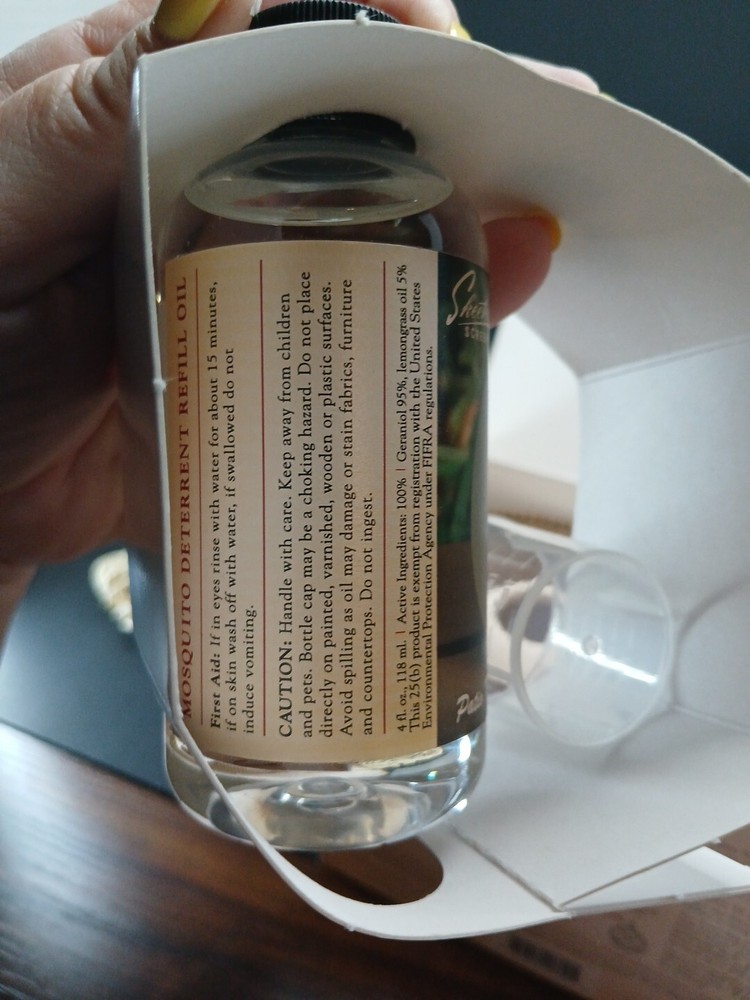 MOSQUITO DETERRENT REFILL OIL
First Aid: If in eyes rinse with water for about 15 minutes,
if on skin wash off with water, if swallowed do not
induce vomiting.
CAUTION: Handle with care. Keep away from children
and pets. Bottle cap may be a choking hazard. Do not place
directly on painted, varnished, wooden or plastic surfaces.
Avoid spilling as oil may damage or stain fabrics, furniture
and countertops. Do not ingest.
4 fl. oz., 118 ml. | Active Ingredients: 100% | Geraniol 95%, lemongrass oil 5%
This 25(b) product is exempt from registration with the United States
Environmental Protection Agency under FIFRA regulations.